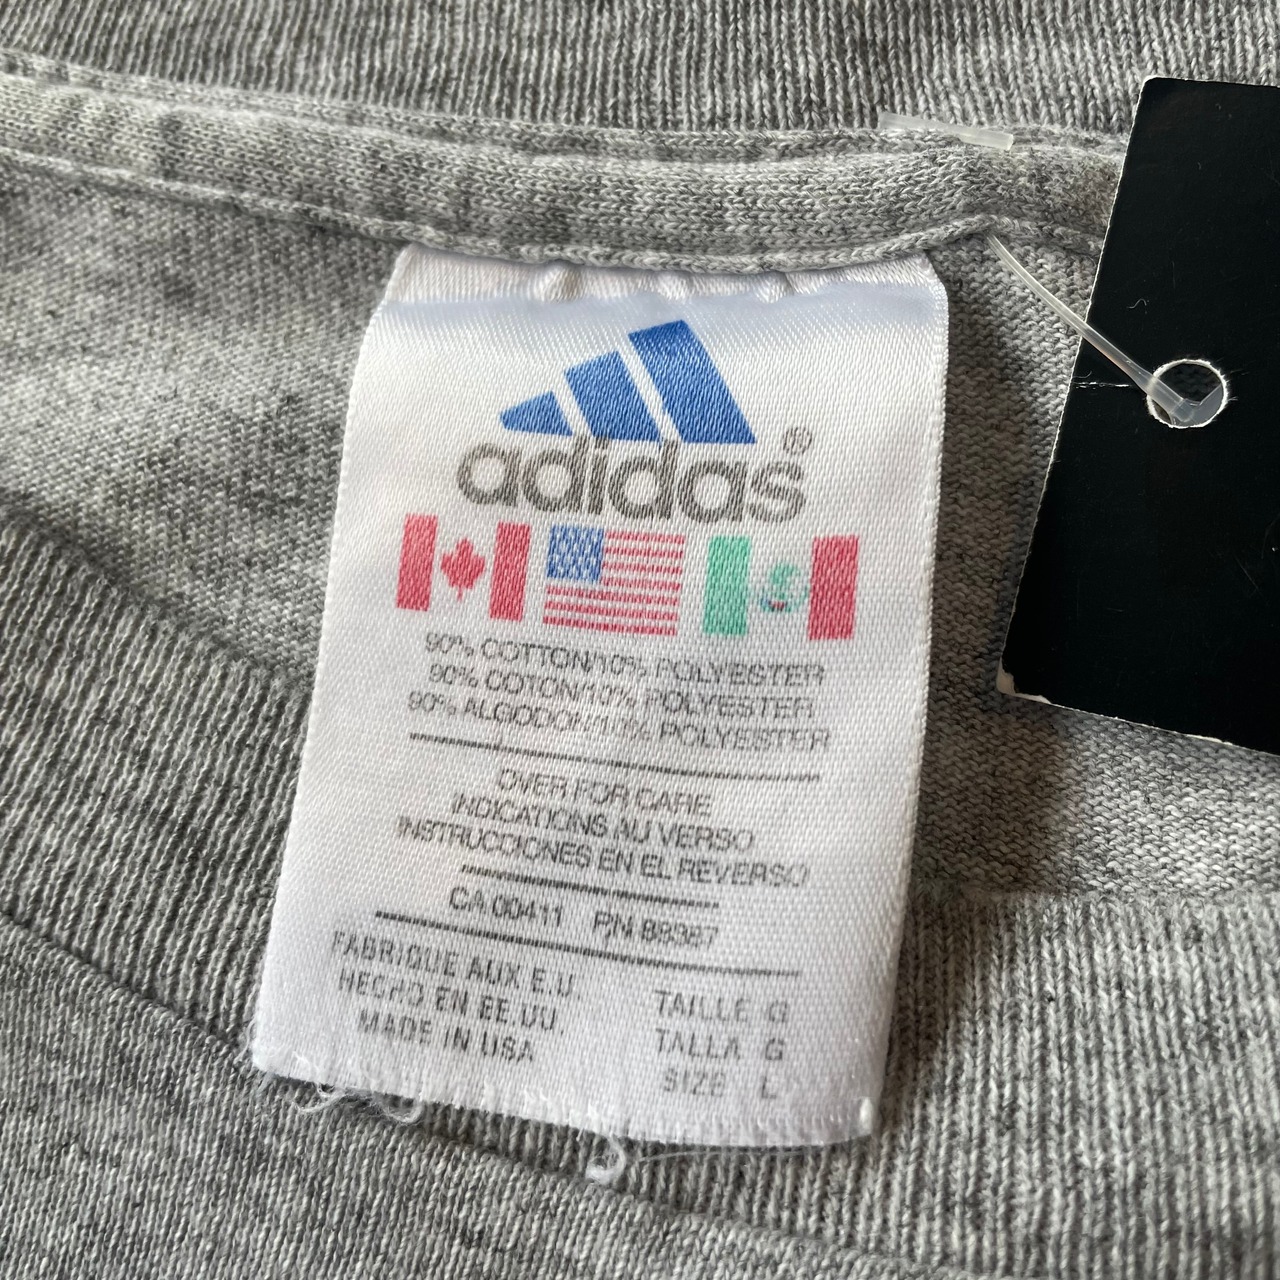 adidas®
90% COTTON/10% POLYESTER
90% COTON/10% POLYESTER
90% ALGODON/10% POLYESTER
OVER FOR CARE
INDICATIONS AU VERSO
INSTRUCCIONES EN EL REVERSO
CA 00411 P/N 88387
FABRIQUE AUX E.U.
HECHO EN EE.UU.
MADE IN USA
TAILLE G
TALLA G
SIZE L